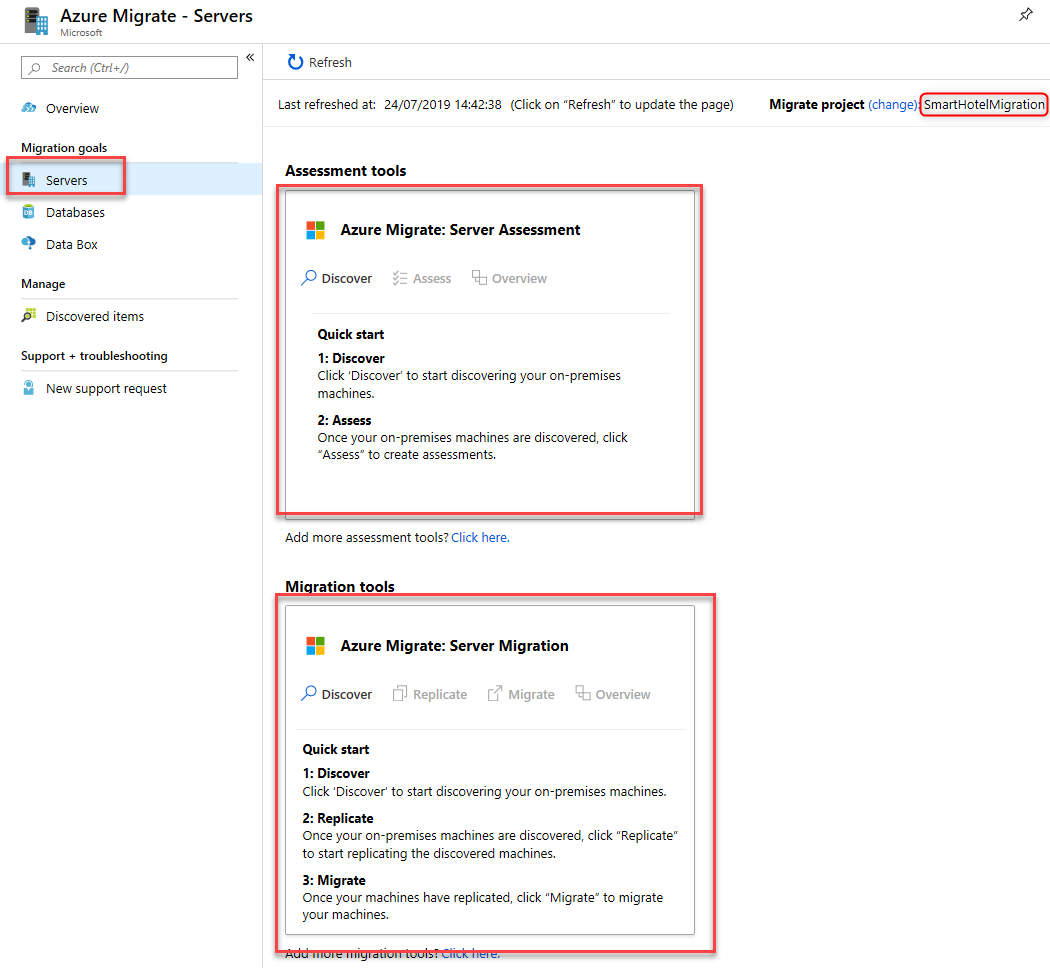 Azure Migrate - Servers
Microsoft
Search (Ctrl+/)
«
Overview
Migration goals
Servers
Databases
Data Box
Manage
Discovered items
Support + troubleshooting
New support request
Refresh
Last refreshed at: 24/07/2019 14:42:38 (Click on “Refresh” to update the page) Migrate project (change): SmartHotelMigration
Assessment tools
Azure Migrate: Server Assessment
Discover Assess Overview
Quick start
1: Discover
Click ‘Discover’ to start discovering your on-premises
machines.
2: Assess
Once your on-premises machines are discovered, click
“Assess” to create assessments.
Add more assessment tools? Click here.
Migration tools
Azure Migrate: Server Migration
Discover Replicate Migrate Overview
Quick start
1: Discover
Click ‘Discover’ to start discovering your on-premises machines.
2: Replicate
Once your on-premises machines are discovered, click “Replicate”
to start replicating the discovered machines.
3: Migrate
Once your machines have replicated, click “Migrate” to migrate
your machines.
Add more migration tools? Click here.